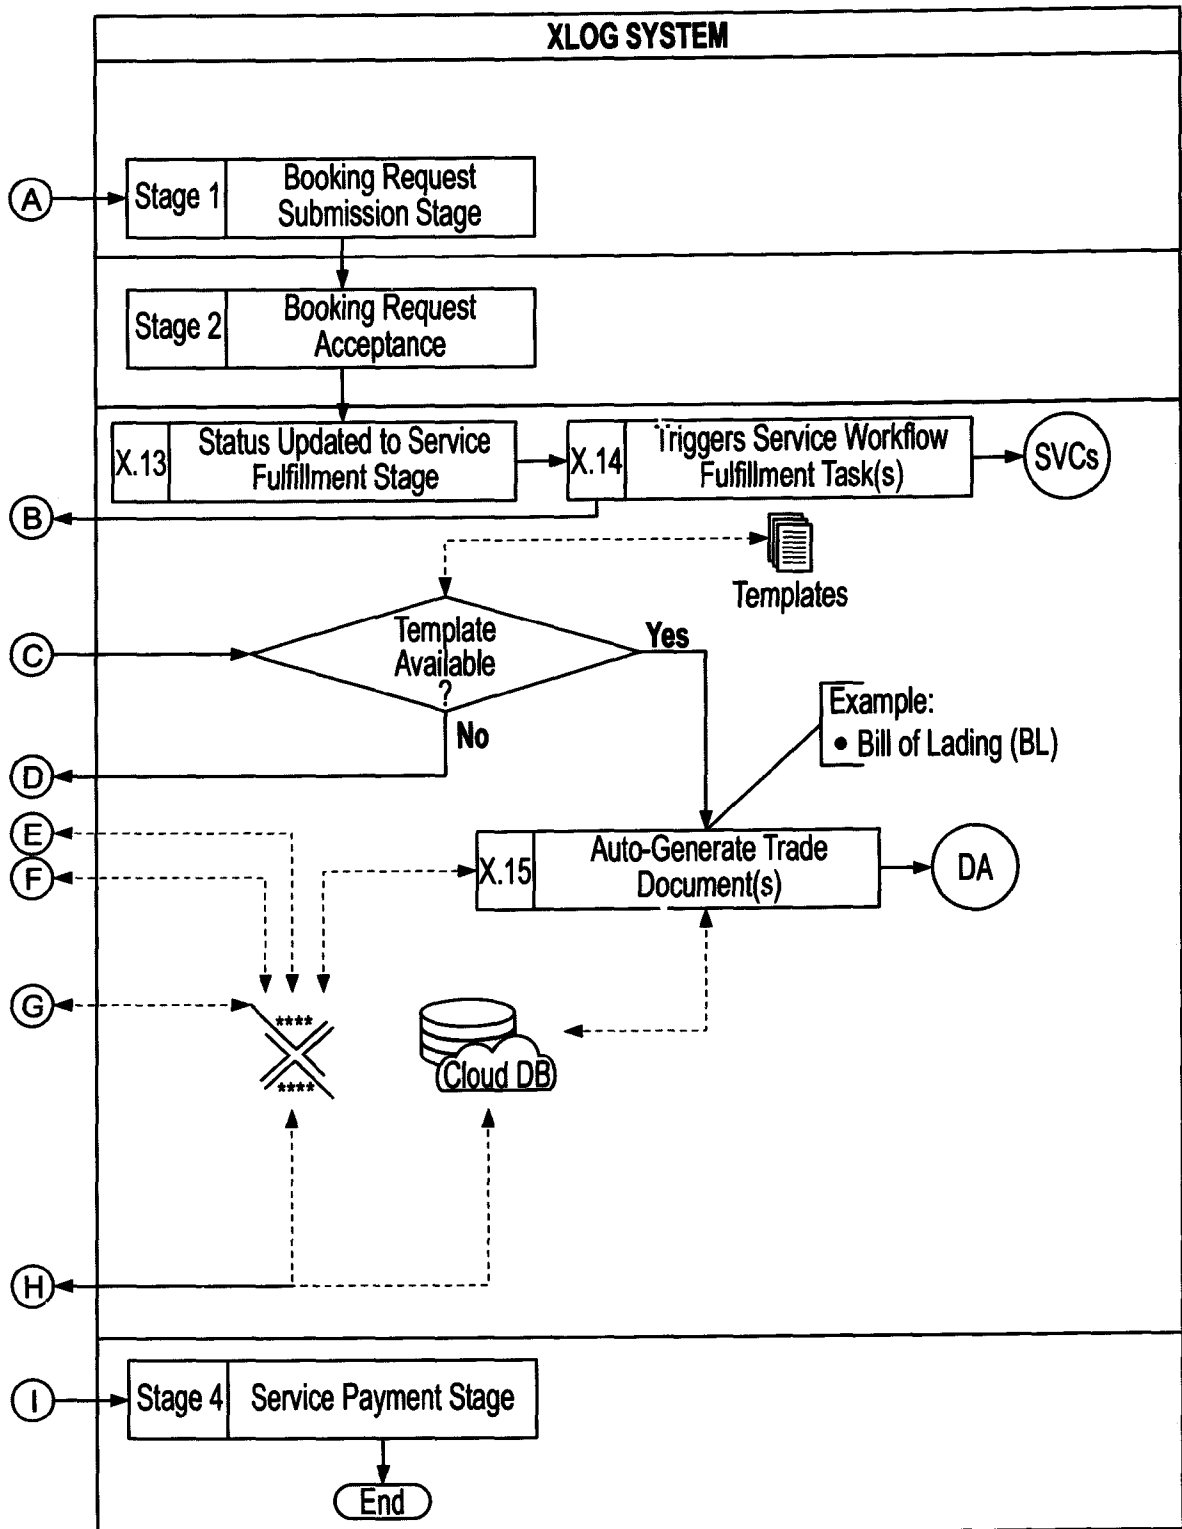 XLOG SYSTEM
A
Stage 1
Booking Request
Submission Stage
Stage 2
Booking Request
Acceptance
X.13
Status Updated to Service
Fulfillment Stage
X.14
Triggers Service Workflow
Fulfillment Task(s)
SVCs
B
Templates
C
Template
Available
?
Yes
No
Example:
• Bill of Lading (BL)
D
E
F
X.15
Auto-Generate Trade
Document(s)
DA
G
****
****
Cloud DB
H
I
Stage 4
Service Payment Stage
End